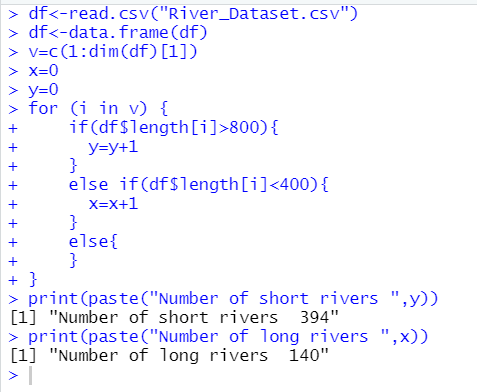 > df<-read.csv("River_Dataset.csv")
> df<-data.frame(df)
> v=c(1:dim(df)[1])
> x=0
> y=0
> for (i in v) {
+     if(df$length[i]>800){
+       y=y+1
+     }
+     else if(df$length[i]<400){
+       x=x+1
+     }
+     else{
+     }
+ }
> print(paste("Number of short rivers ",y))
[1] "Number of short rivers  394"
> print(paste("Number of long rivers ",x))
[1] "Number of long rivers  140"
>